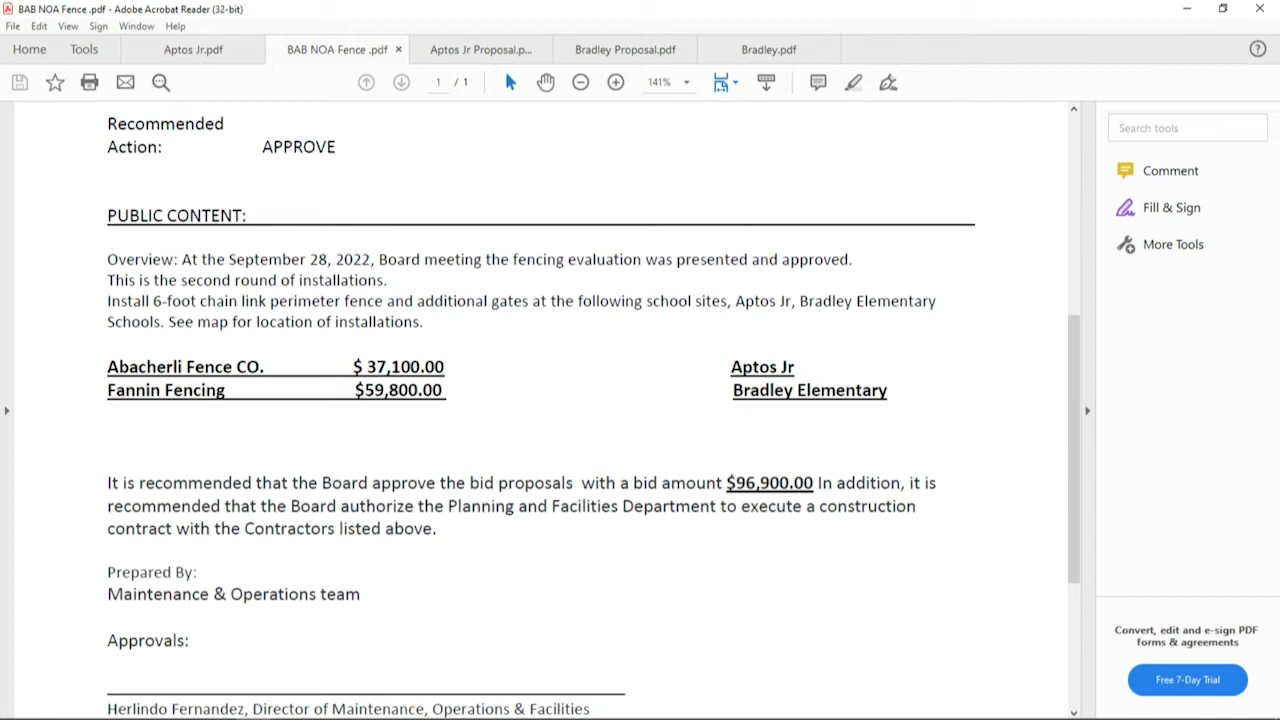 BAB NOA Fence .pdf - Adobe Acrobat Reader (32-bit)
File Edit View Sign Window Help
Home Tools Aptos Jr.pdf BAB NOA Fence .pdf × Aptos Jr Proposal.p... Bradley Proposal.pdf Bradley.pdf ?
1 / 1 141%
Recommended
Action: APPROVE
PUBLIC CONTENT:
Overview: At the September 28, 2022, Board meeting the fencing evaluation was presented and approved.
This is the second round of installations.
Install 6-foot chain link perimeter fence and additional gates at the following school sites, Aptos Jr, Bradley Elementary
Schools. See map for location of installations.
Abacherli Fence CO. $ 37,100.00 Aptos Jr
Fannin Fencing $59,800.00 Bradley Elementary
It is recommended that the Board approve the bid proposals with a bid amount $96,900.00 In addition, it is
recommended that the Board authorize the Planning and Facilities Department to execute a construction
contract with the Contractors listed above.
Prepared By:
Maintenance & Operations team
Approvals:
Herlindo Fernandez, Director of Maintenance, Operations & Facilities
Search tools
Comment
Fill & Sign
More Tools
Convert, edit and e-sign PDF
forms & agreements
Free 7-Day Trial